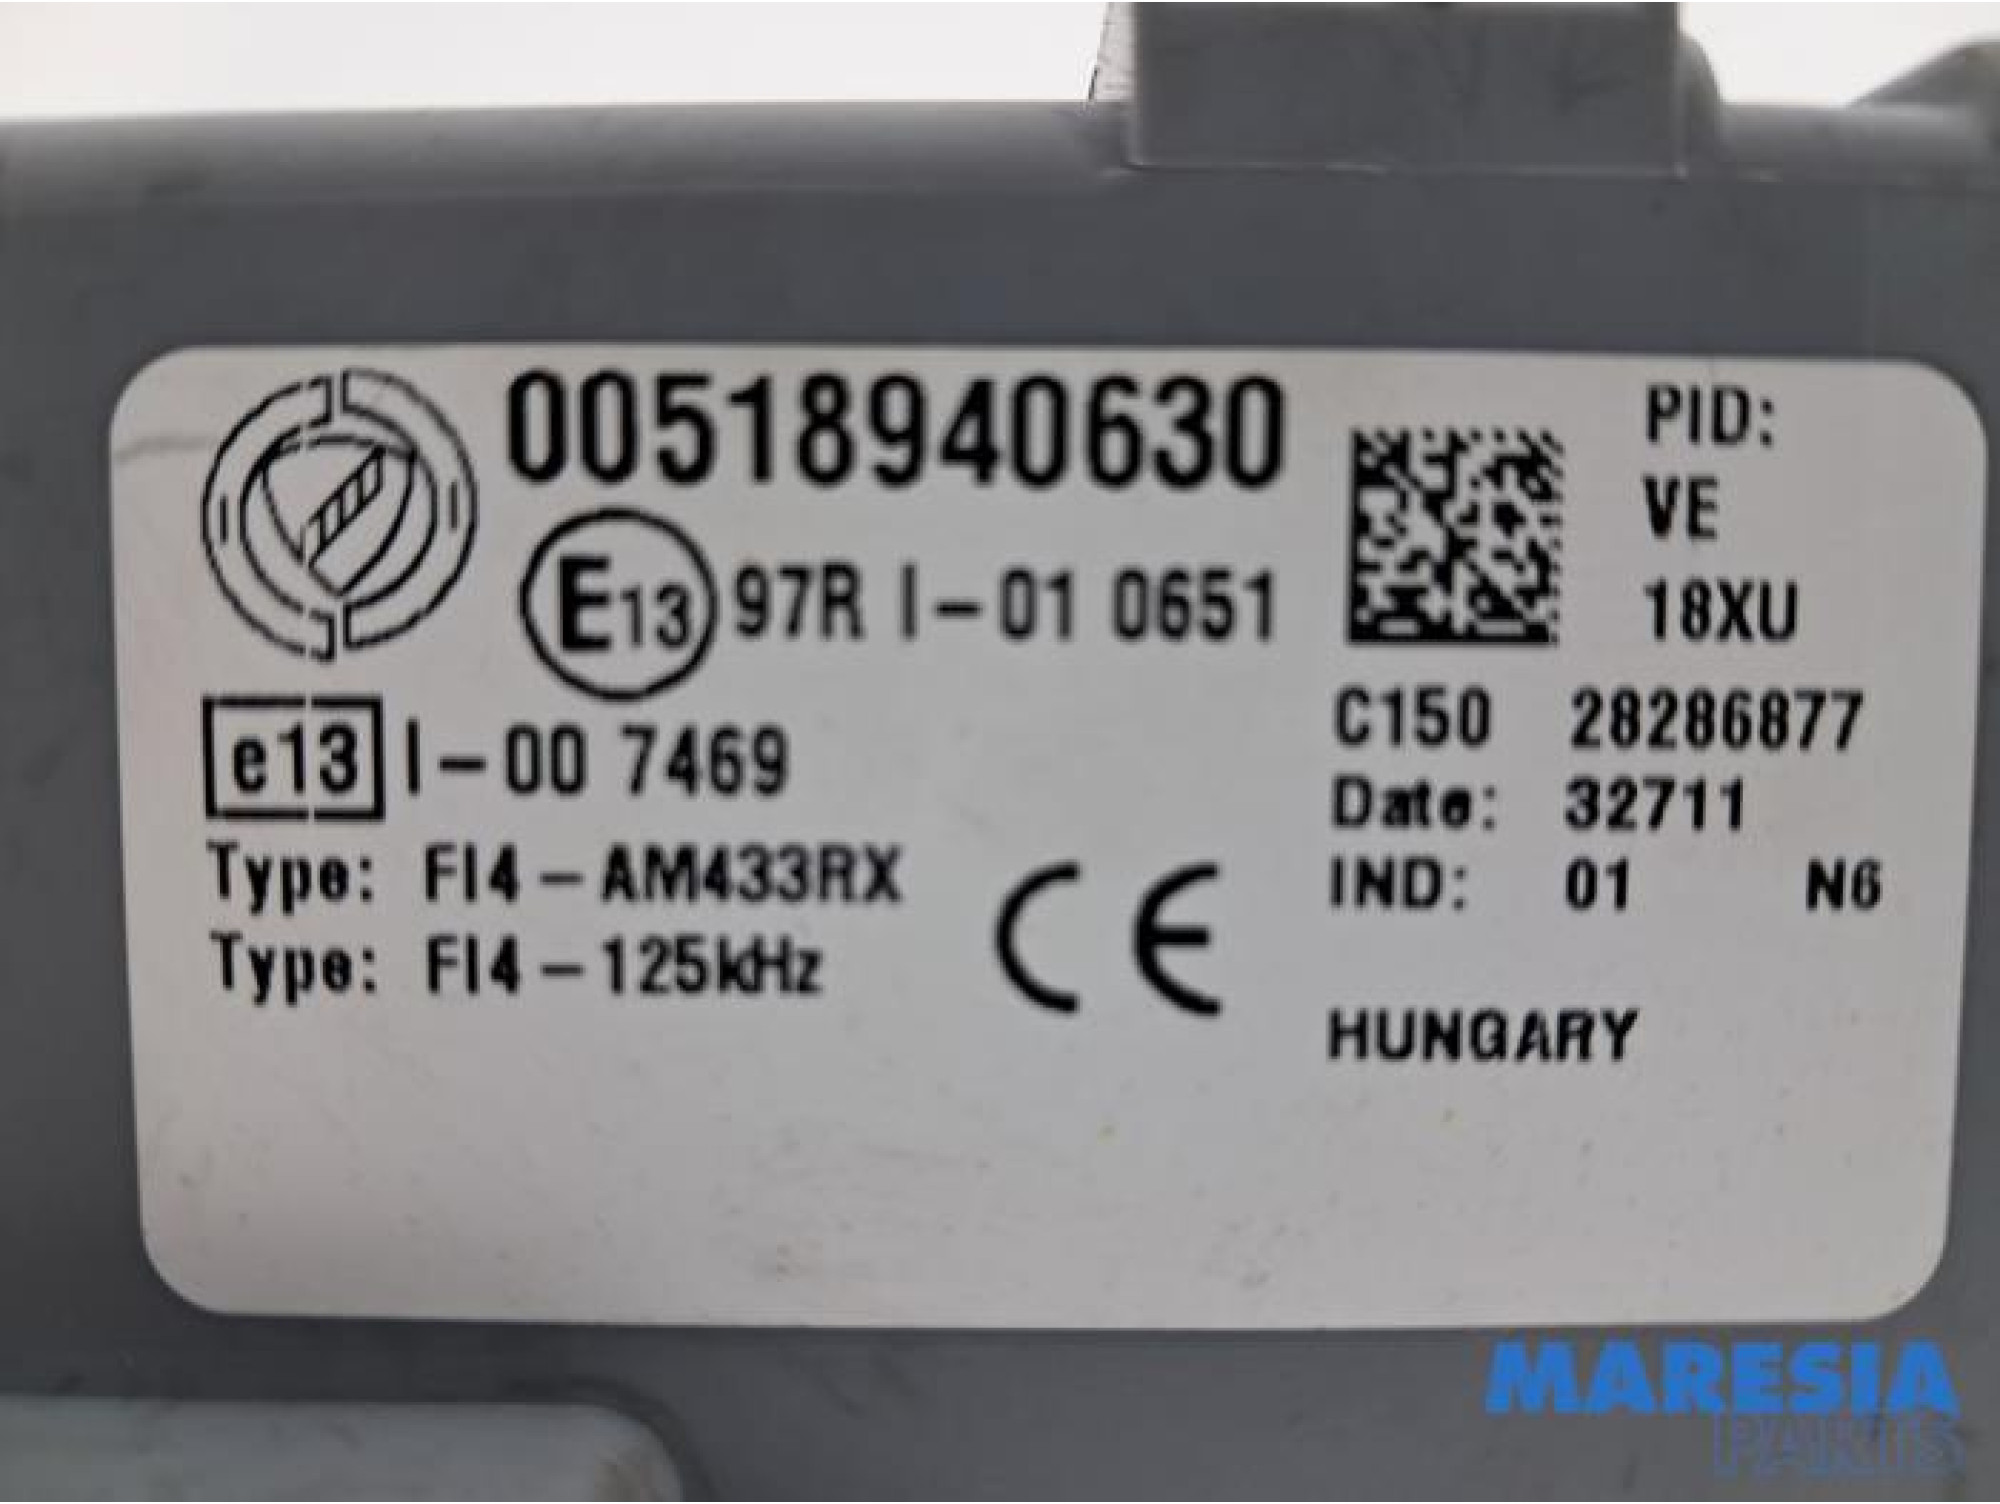 00518940630
E13 97R I-01 0651
e13 I-00 7469
Type: FI4-AM433RX
Type: FI4-125kHz
CE
PID:
VE
18XU
C150 28286877
Date: 32711
IND: 01 N6
HUNGARY
MARESIA
PARTS